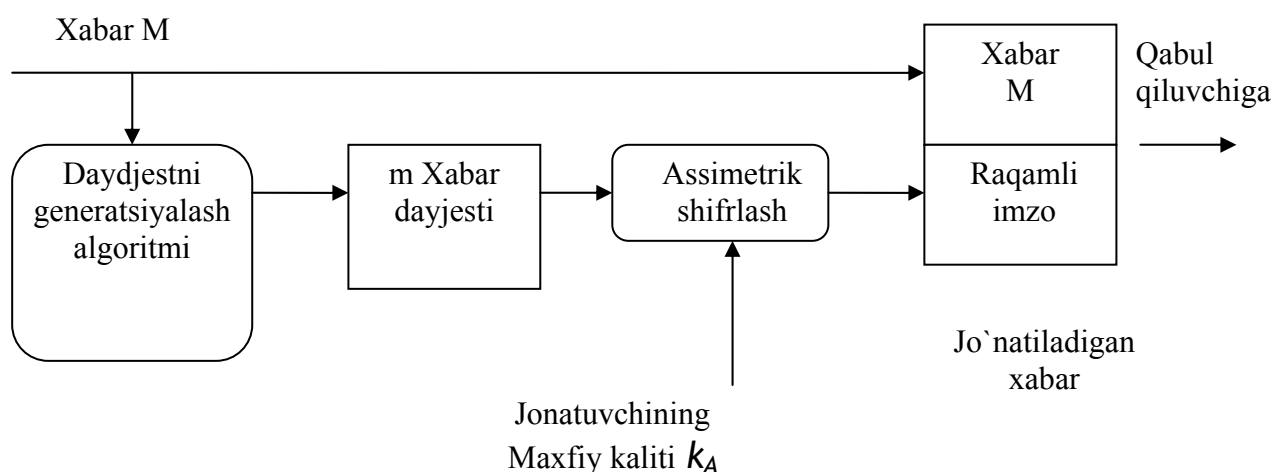 Xabar M
Xabar
M
Qabul
qiluvchiga
Daydjestni
generatsiyalash
algoritmi
m Xabar
dayjesti
Assimetrik
shifrlash
Raqamli
imzo
Jo`natiladigan
xabar
Jonatuvchining
Maxfiy kaliti k_A